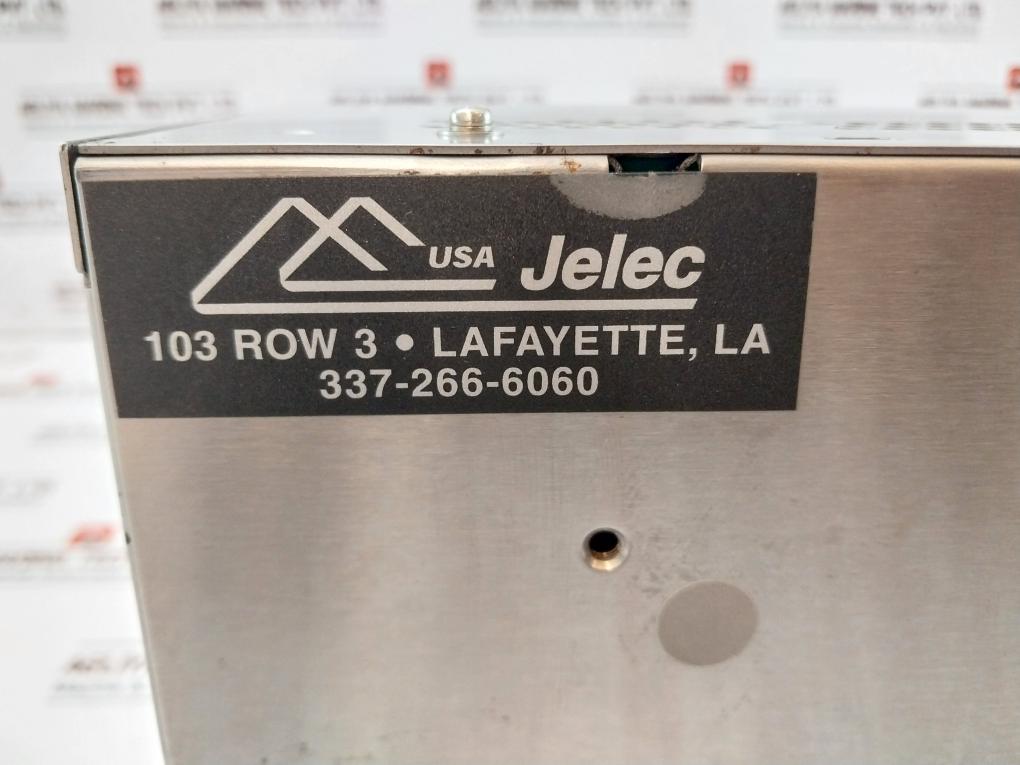 USA Jelec
103 ROW 3 • LAFAYETTE, LA
337-266-6060